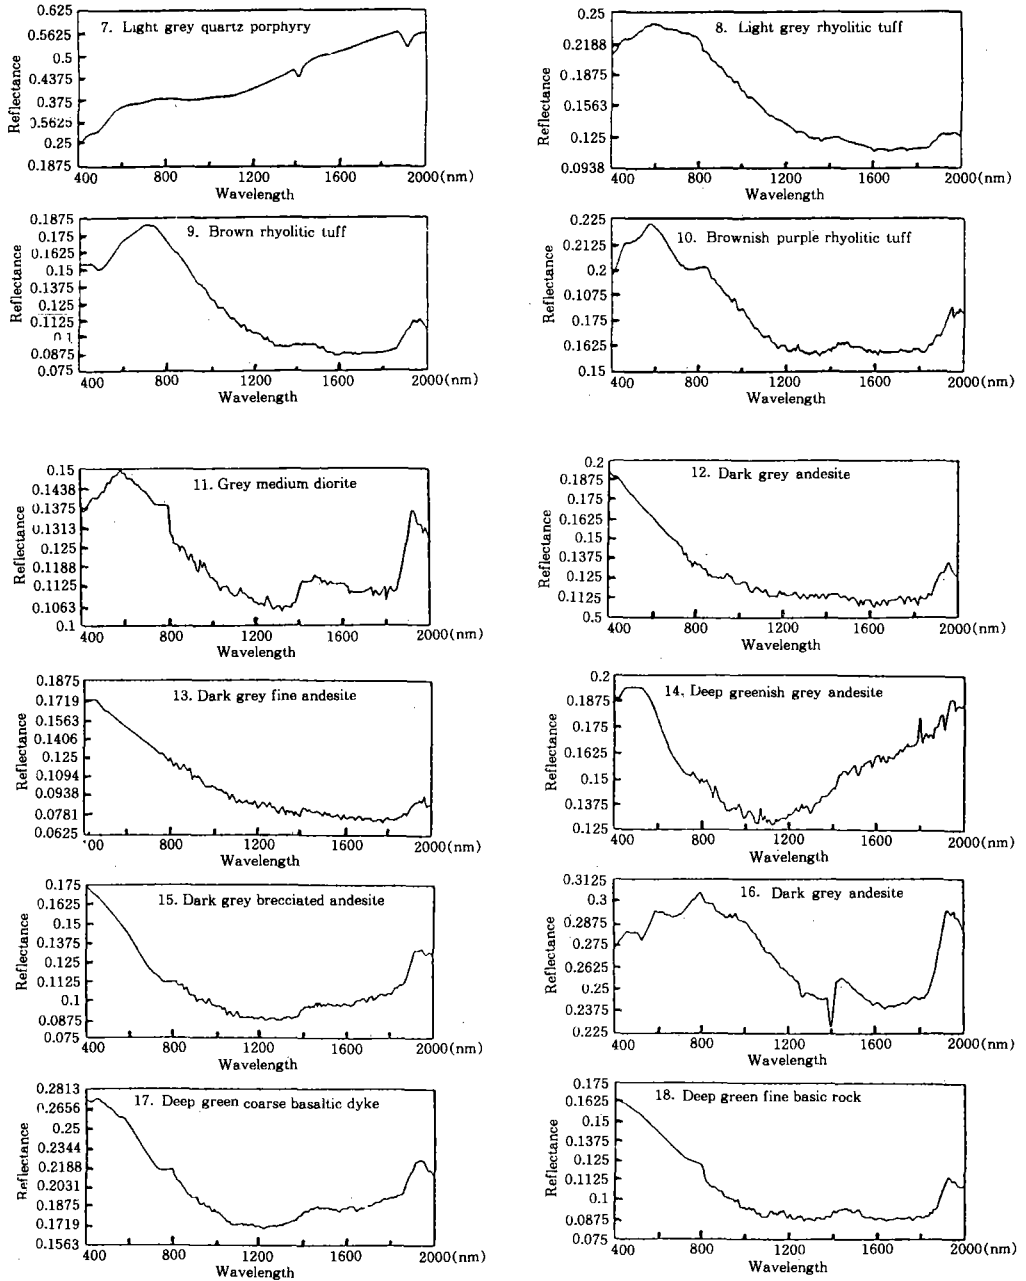 7. Light grey quartz porphyry
0.625
0.5625
0.5
0.4375
0.375
0.5625
0.25
0.1875
Reflectance
400 800 1200 1600 2000(nm)
Wavelength
8. Light grey rhyolitic tuff
0.25
0.2188
0.1875
0.1563
0.125
0.0938
Reflectance
400 800 1200 1600 2000(nm)
Wavelength
9. Brown rhyolitic tuff
0.1875
0.175
0.1625
0.15
0.1375
0.125
0.1125
0.1
0.0875
0.075
Reflectance
400 800 1200 1600 2000(nm)
Wavelength
10. Brownish purple rhyolitic tuff
0.225
0.2125
0.2
0.1075
0.175
0.1625
0.15
Reflectance
400 800 1200 1600 2000(nm)
Wavelength
11. Grey medium diorite
0.15
0.1438
0.1375
0.1313
0.125
0.1188
0.1125
0.1063
0.1
Reflectance
400 800 1200 1600 2000(nm)
Wavelength
12. Dark grey andesite
0.2
0.1875
0.175
0.1625
0.15
0.1375
0.125
0.1125
0.5
Reflectance
400 800 1200 1600 2000(nm)
Wavelength
13. Dark grey fine andesite
0.1875
0.1719
0.1563
0.1406
0.125
0.1094
0.0938
0.0781
0.0625
Reflectance
'00 800 1200 1600 2000(nm)
Wavelength
14. Deep greenish grey andesite
0.2
0.1875
0.175
0.1625
0.15
0.1375
0.125
Reflectance
400 800 1200 1600 2000(nm)
Wavelength
15. Dark grey brecciated andesite
0.175
0.1625
0.15
0.1375
0.125
0.1125
0.1
0.0875
0.075
Reflectance
400 800 1200 1600 2000(nm)
Wavelength
16. Dark grey andesite
0.3125
0.3
0.2875
0.275
0.2625
0.25
0.2375
0.225
Reflectance
400 800 1200 1600 2000(nm)
Wavelength
17. Deep green coarse basaltic dyke
0.2813
0.2656
0.25
0.2344
0.2188
0.2031
0.1875
0.1719
0.1563
Reflectance
400 800 1200 1600 2000(nm)
Wavelength
18. Deep green fine basic rock
0.175
0.1625
0.15
0.1375
0.125
0.1125
0.1
0.0875
0.075
Reflectance
400 800 1200 1600 2000(nm)
Wavelength